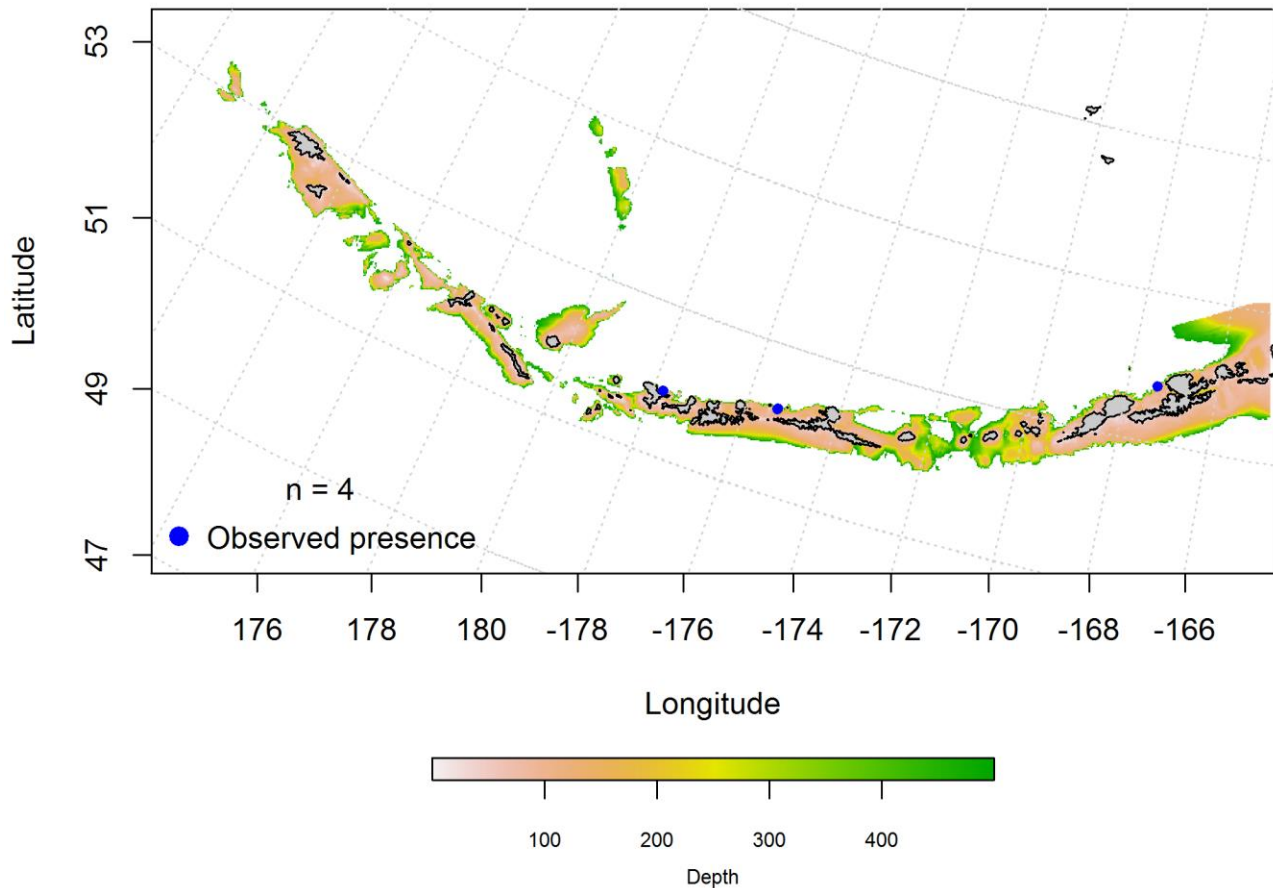 53
51
49
47
Latitude
n = 4
Observed presence
176 178 180 -178 -176 -174 -172 -170 -168 -166
Longitude
100 200 300 400
Depth